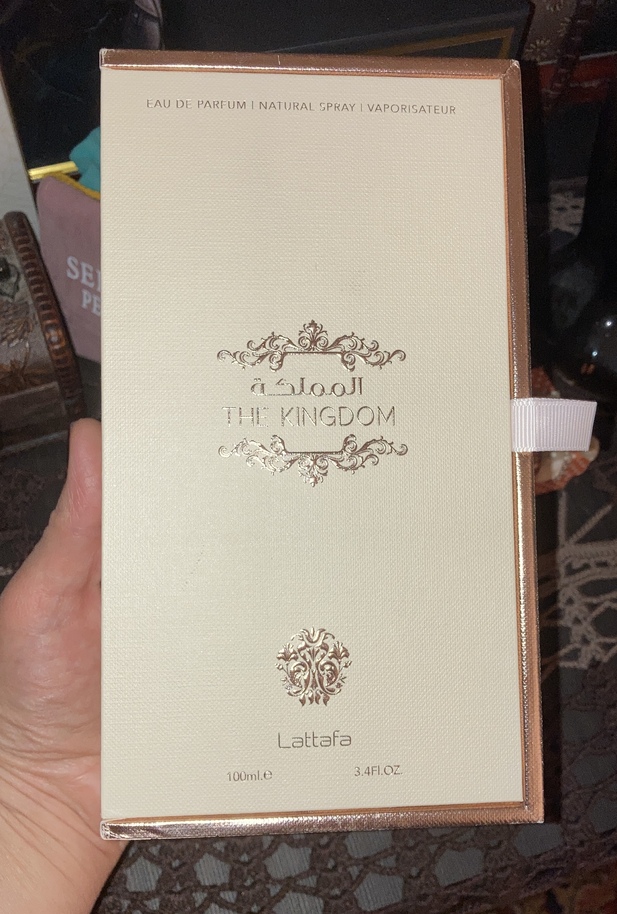 EAU DE PARFUM | NATURAL SPRAY | VAPORISATEUR
المملكة
THE KINGDOM
Lattafa
100ml.e 3.4Fl.OZ.